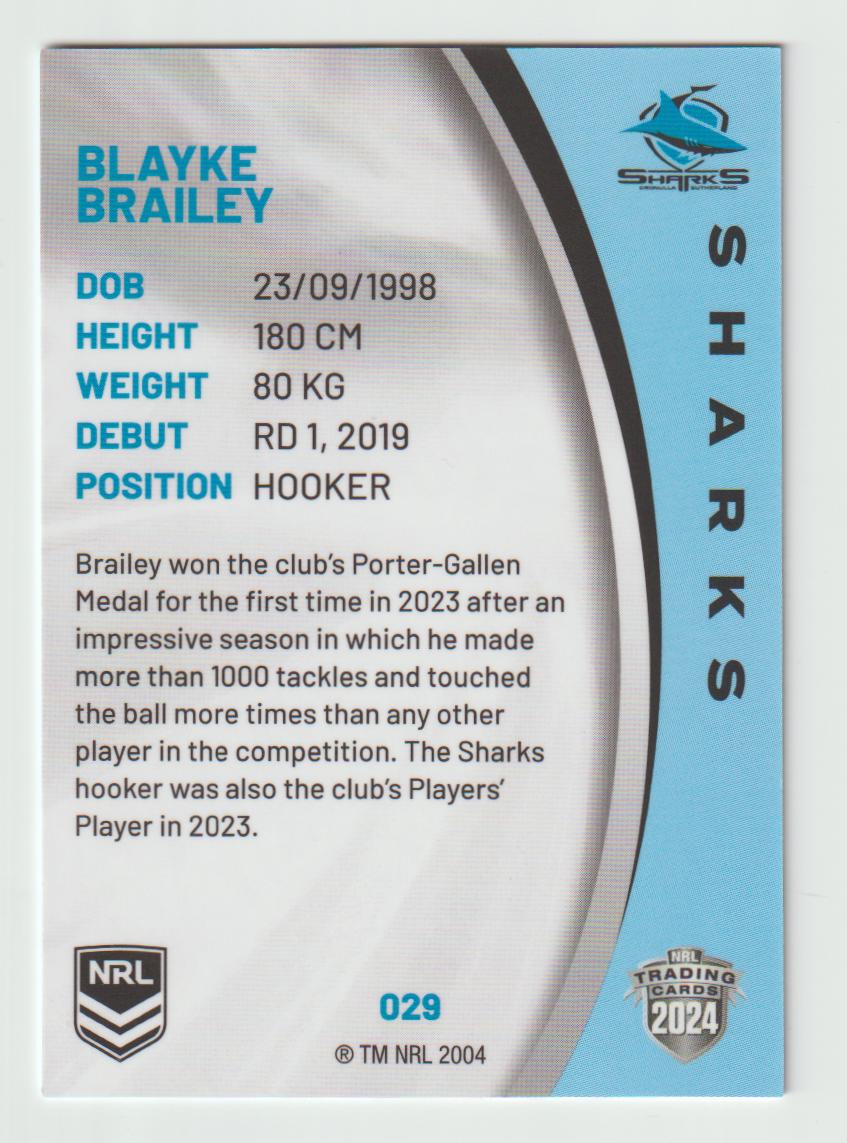 BLAYKE
BRAILEY
DOB 23/09/1998
HEIGHT 180 CM
WEIGHT 80 KG
DEBUT RD 1, 2019
POSITION HOOKER
Brailey won the club's Porter-Gallen
Medal for the first time in 2023 after an
impressive season in which he made
more than 1000 tackles and touched
the ball more times than any other
player in the competition. The Sharks
hooker was also the club's Players'
Player in 2023.
NRL
029
® TM NRL 2004
SHARKS
CRONULLA SUTHERLAND
SHARKS
NRL
TRADING
CARDS
2024